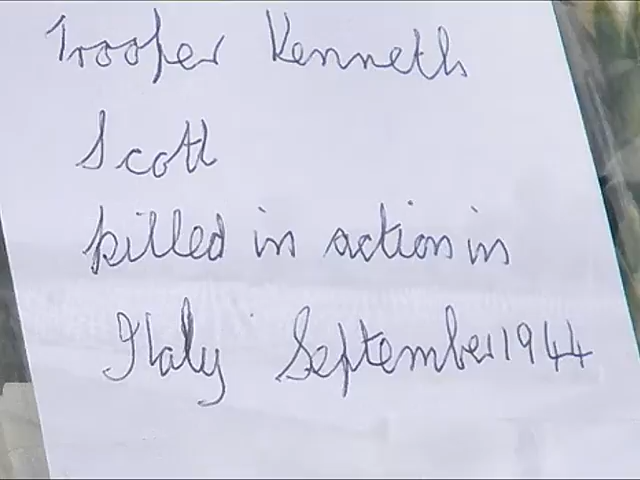 Trooper Kenneth
Scott
killed in action in
Italy September 1944